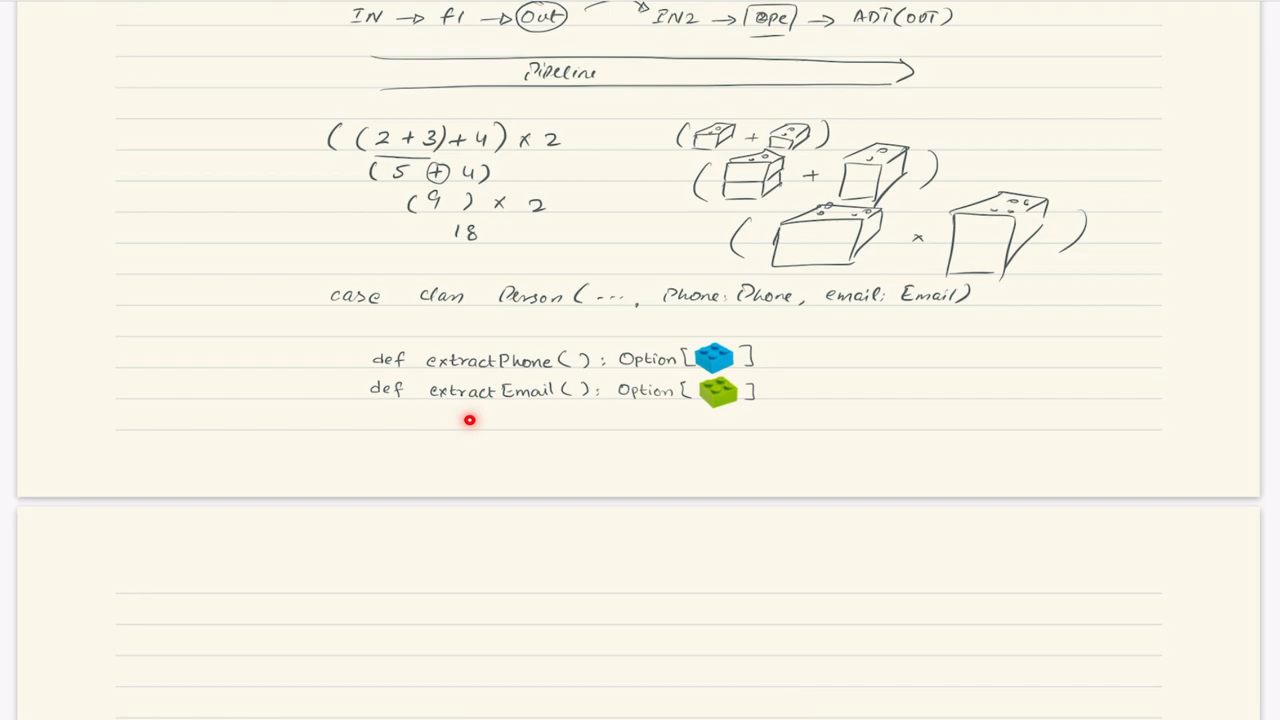 IN → f1 → Out → IN2 → Ope → ADT(OUT)
Pipeline
((2 + 3) + 4) × 2
( + )
(5 + 4)
( + )
(9) × 2
( × )
18
case class Person(..., Phone: Phone, email: Email)
def extractPhone(): Option[ ]
def extractEmail(): Option[ ]